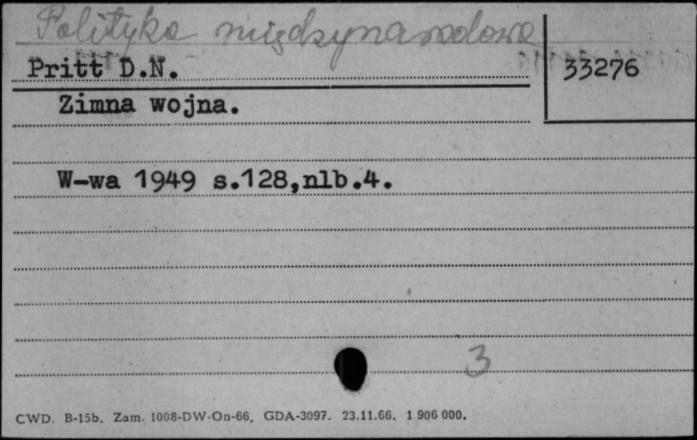 Polityka międzynarodowa
Pritt D.N.
33276
Zimna wojna.
W-wa 1949 s.128,nlb.4.
3
CWD. B-15b. Zam. 1008-DW-On-66, GDA-3097. 23.11.66. 1 906 000.